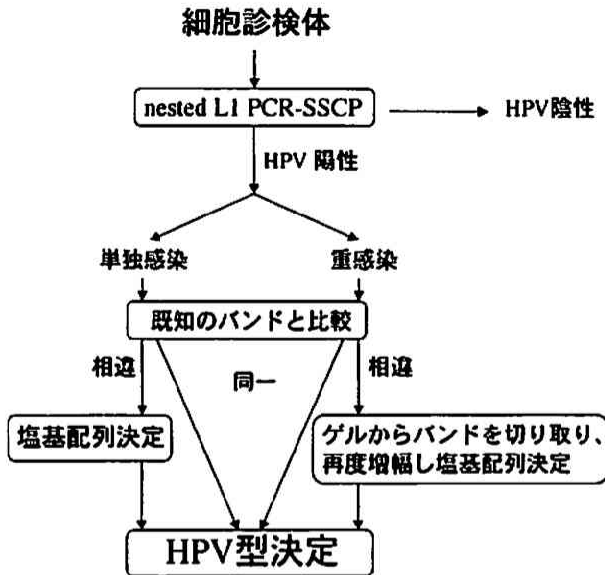 細胞診検体
nested L1 PCR-SSCP
HPV陰性
HPV 陽性
単独感染
重感染
既知のバンドと比較
相違
同一
相違
塩基配列決定
ゲルからバンドを切り取り、
再度増幅し塩基配列決定
HPV型決定